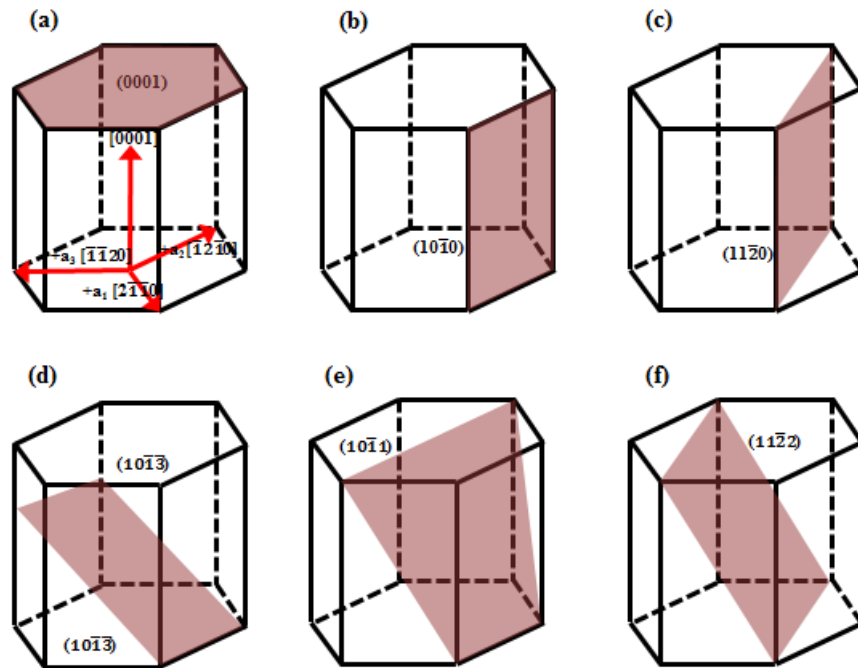 (a)
(b)
(c)
(0001)
[0001]
+a₃ [1̄1̄20]
+a₂ [1̄21̄0]
+a₁ [21̄1̄0]
(101̄0)
(112̄0)
(d)
(e)
(f)
(101̄3̄)
(101̄1)
(112̄2)
(101̄3̄)